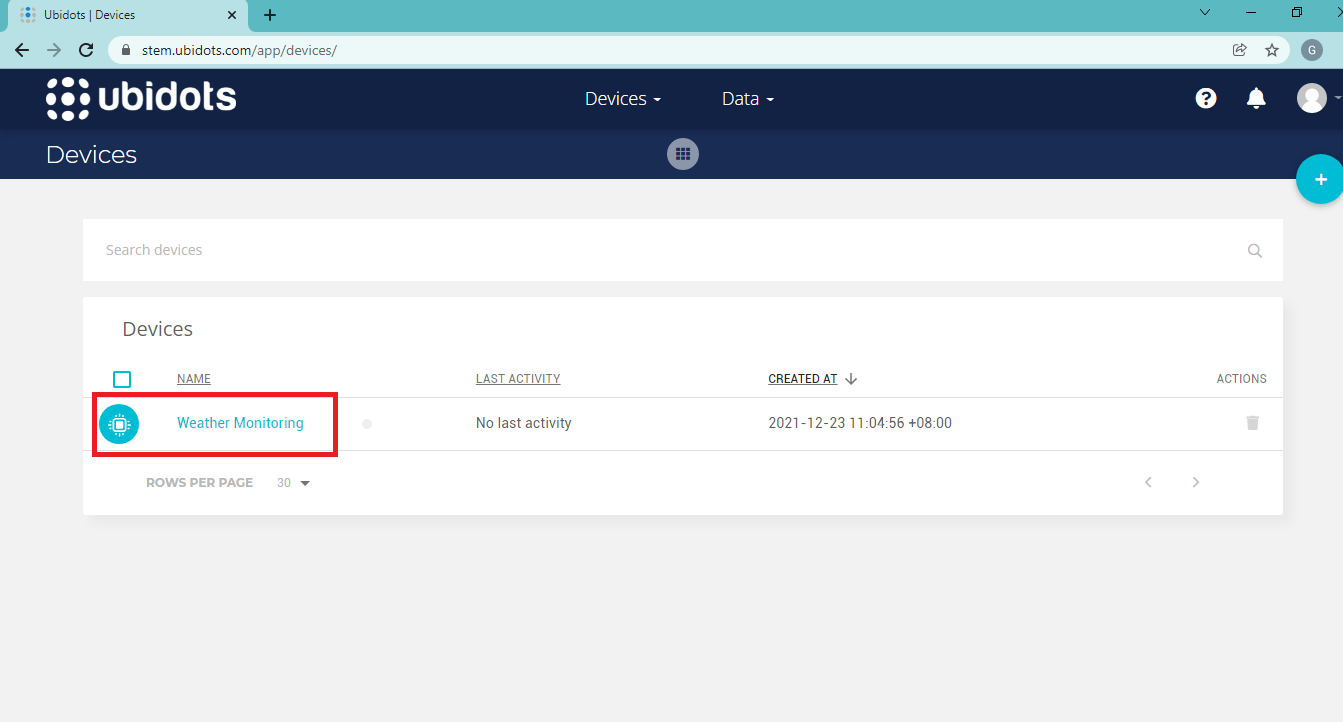 Ubidots | Devices
stem.ubidots.com/app/devices/
G
ubidots
Devices
Data
?
Devices
+
Search devices
Devices
NAME
LAST ACTIVITY
CREATED AT
ACTIONS
Weather Monitoring
No last activity
2021-12-23 11:04:56 +08:00
ROWS PER PAGE
30